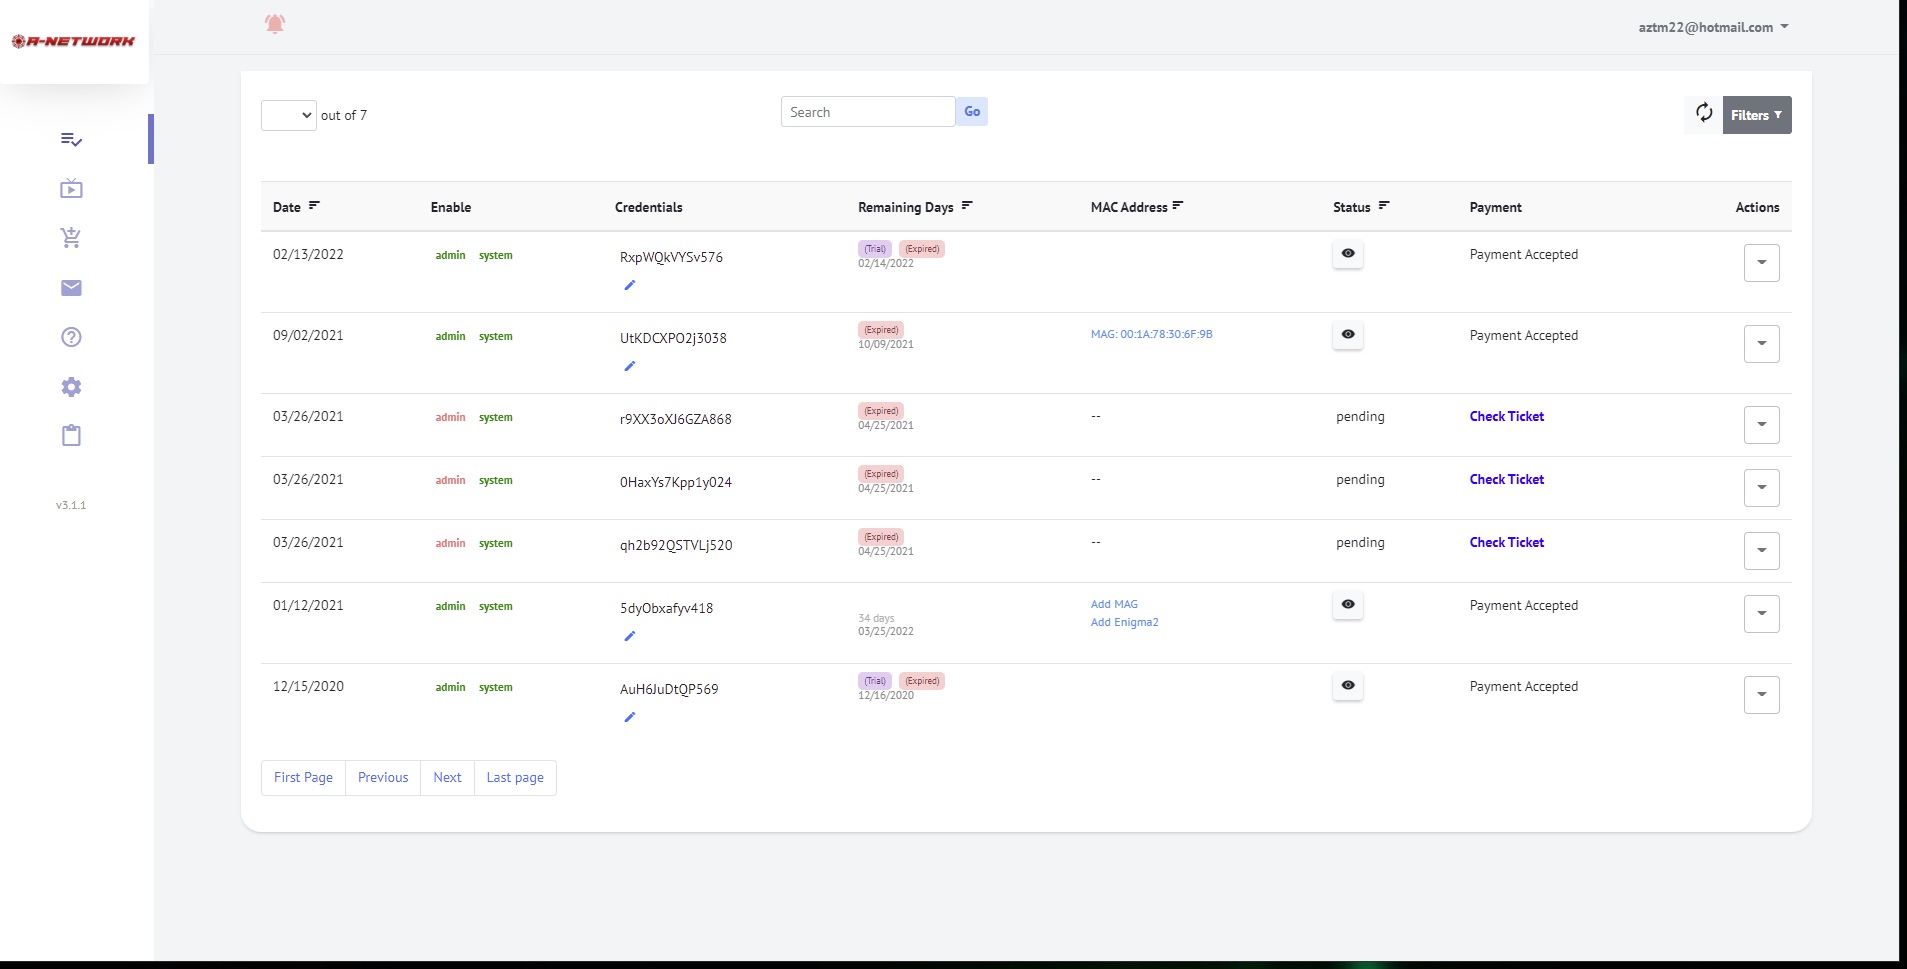 A-NETWORK
aztm22@hotmail.com
out of 7
Search
Go
Filters
Date Enable Credentials Remaining Days MAC Address Status Payment Actions
02/13/2022 admin system RxpWQkVYSv576 (Trial) (Expired) 02/14/2022 Payment Accepted
09/02/2021 admin system UtKDCXPO2j3038 (Expired) 10/09/2021 MAG: 00:1A:78:30:6F:9B Payment Accepted
03/26/2021 admin system r9XX3oXJ6GZA868 (Expired) 04/25/2021 -- pending Check Ticket
03/26/2021 admin system 0HaxYs7Kpp1y024 (Expired) 04/25/2021 -- pending Check Ticket
03/26/2021 admin system qh2b92QSTVLj520 (Expired) 04/25/2021 -- pending Check Ticket
01/12/2021 admin system 5dyObxafyv418 34 days 03/25/2022 Add MAG Add Enigma2 Payment Accepted
12/15/2020 admin system AuH6JuDtQP569 (Trial) (Expired) 12/16/2020 Payment Accepted
First Page Previous Next Last page
v3.1.1